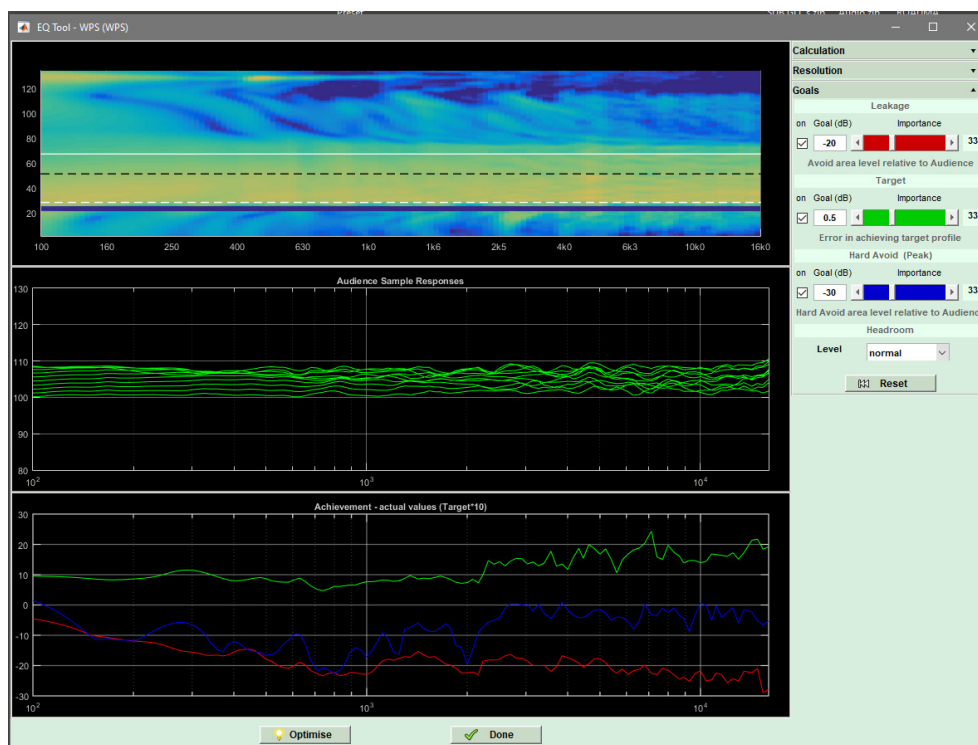 Preset
EQ Tool - WPS (WPS)
Calculation
Resolution
Goals
Leakage
on Goal (dB) Importance
-20 33
Avoid area level relative to Audience
Target
on Goal (dB) Importance
0.5 33
Error in achieving target profile
Hard Avoid (Peak)
on Goal (dB) Importance
-30 33
Hard Avoid area level relative to Audience
Headroom
Level normal
Reset
120
100
80
60
40
20
100 160 250 400 630 1k0 1k6 2k5 4k0 6k3 10k0 16k0
Audience Sample Responses
130
120
110
100
90
80
10^2 10^3 10^4
Achievement - actual values (Target*10)
30
20
10
0
-10
-20
-30
10^2 10^3 10^4
Optimise Done